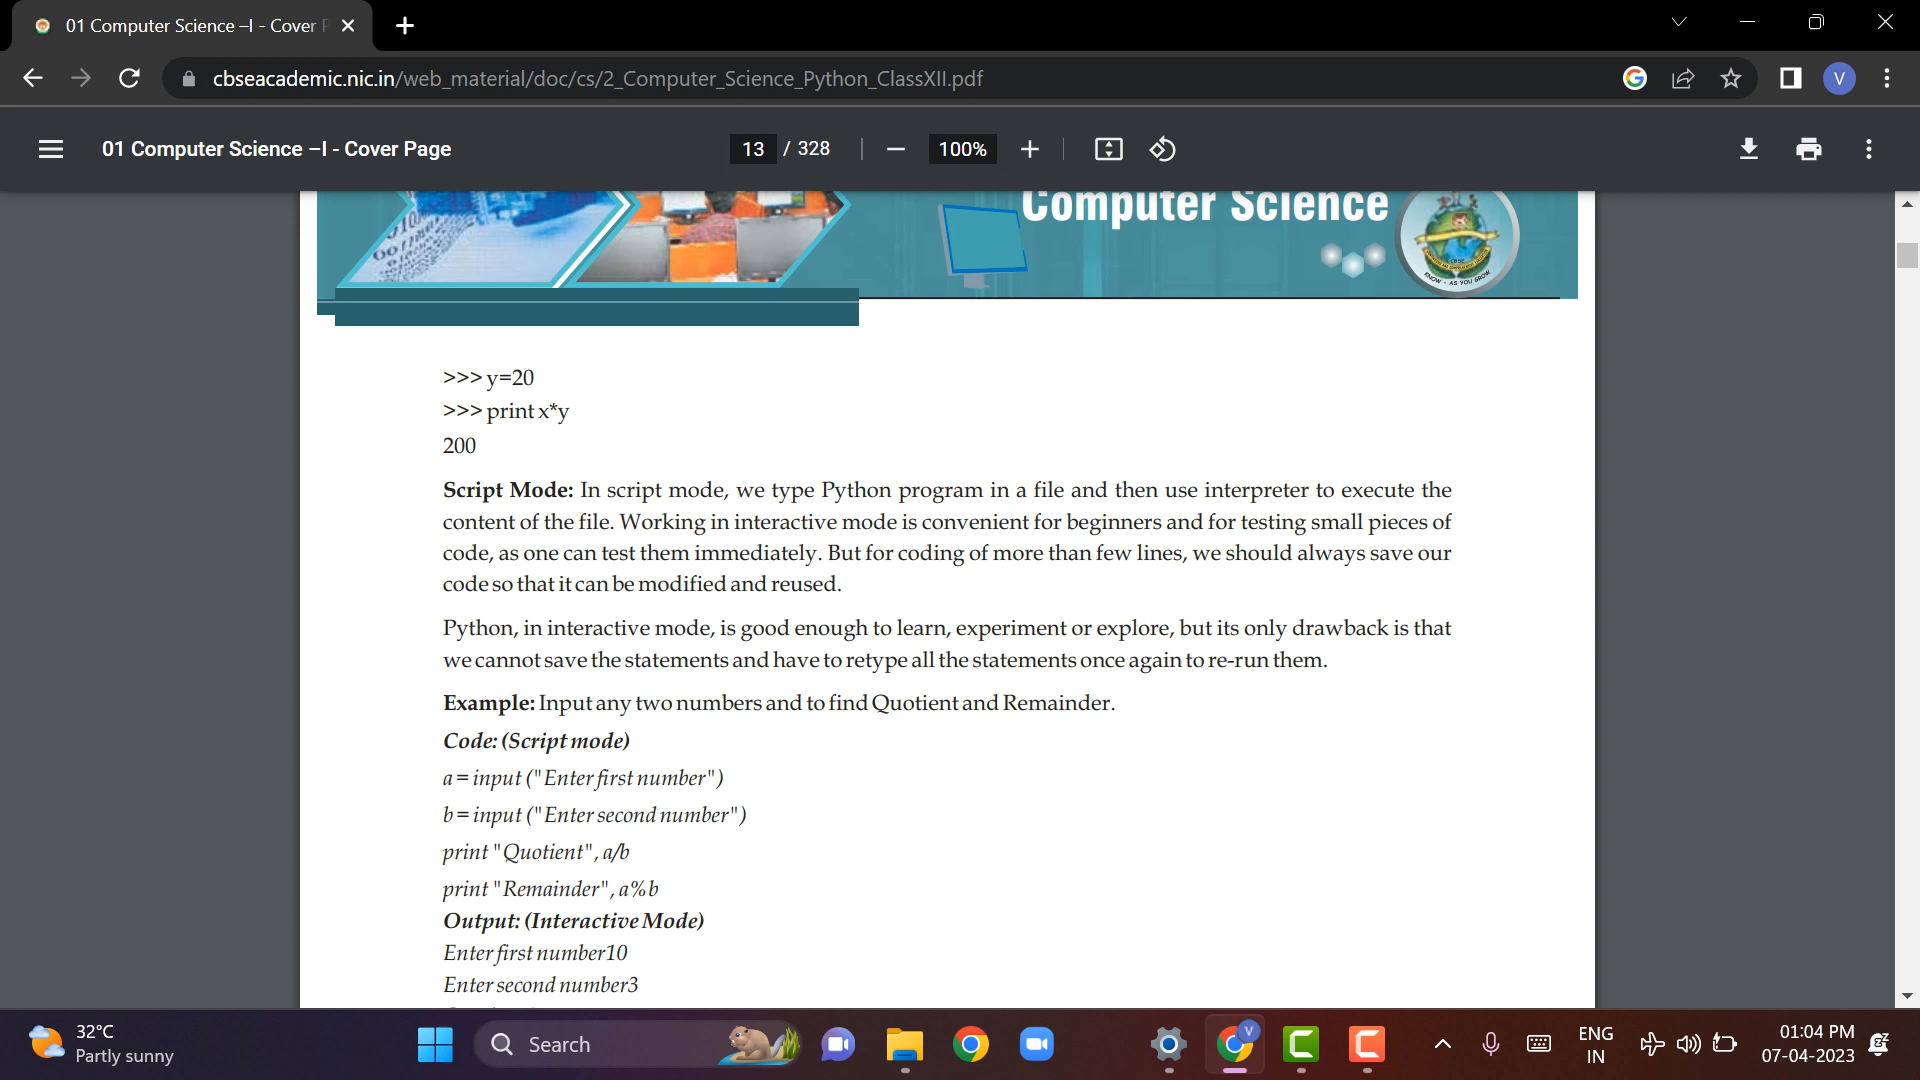 01 Computer Science –I - Cover P
cbseacademic.nic.in/web_material/doc/cs/2_Computer_Science_Python_ClassXII.pdf
V
01 Computer Science –I - Cover Page
13 / 328
100%
Computer Science
>>> y=20
>>> print x*y
200
Script Mode: In script mode, we type Python program in a file and then use interpreter to execute the
content of the file. Working in interactive mode is convenient for beginners and for testing small pieces of
code, as one can test them immediately. But for coding of more than few lines, we should always save our
code so that it can be modified and reused.
Python, in interactive mode, is good enough to learn, experiment or explore, but its only drawback is that
we cannot save the statements and have to retype all the statements once again to re-run them.
Example: Input any two numbers and to find Quotient and Remainder.
Code: (Script mode)
a = input ("Enter first number")
b = input ("Enter second number")
print "Quotient", a/b
print "Remainder", a%b
Output: (Interactive Mode)
Enter first number10
Enter second number3
32°C
Partly sunny
Search
V
ENG
IN
01:04 PM
07-04-2023